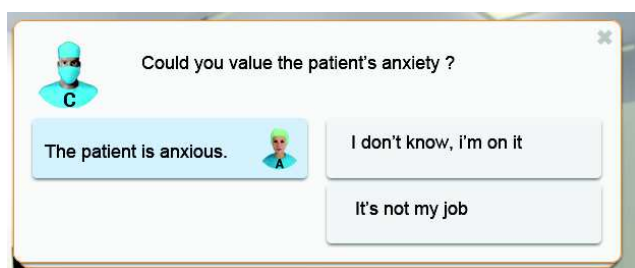 Could you value the patient's anxiety ?
C
The patient is anxious.
A
I don't know, i'm on it
It's not my job